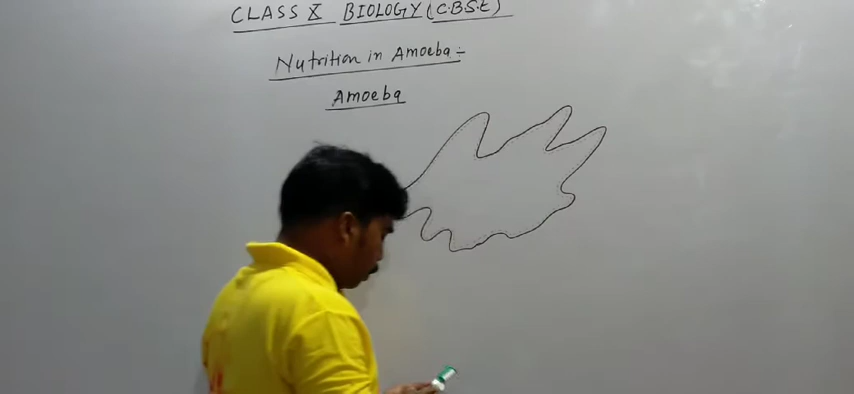 CLASS X BIOLOGY (C.B.S.E)
Nutrition in Amoeba :-
Amoeba